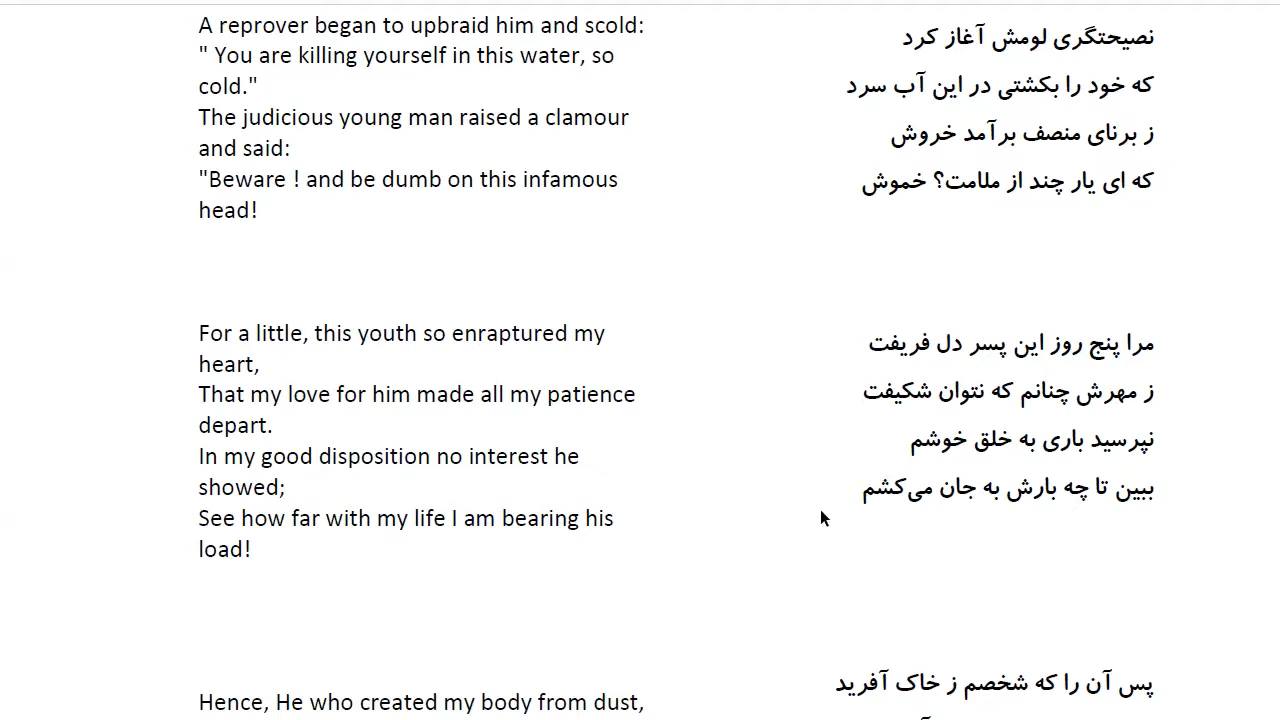 A reprover began to upbraid him and scold:
" You are killing yourself in this water, so
cold."
The judicious young man raised a clamour
and said:
"Beware ! and be dumb on this infamous
head!
نصیحتگری لومش آغاز کرد
که خود را بکشتی در این آب سرد
ز برنای منصف برآمد خروش
که ای یار چند از ملامت؟ خموش
For a little, this youth so enraptured my
heart,
That my love for him made all my patience
depart.
In my good disposition no interest he
showed;
See how far with my life I am bearing his
load!
مرا پنج روز این پسر دل فریفت
ز مهرش چنانم که نتوان شکیفت
نپرسید باری به خلق خوشم
ببین تا چه بارش به جان می‌کشم
Hence, He who created my body from dust,
پس آن را که شخصم ز خاک آفرید